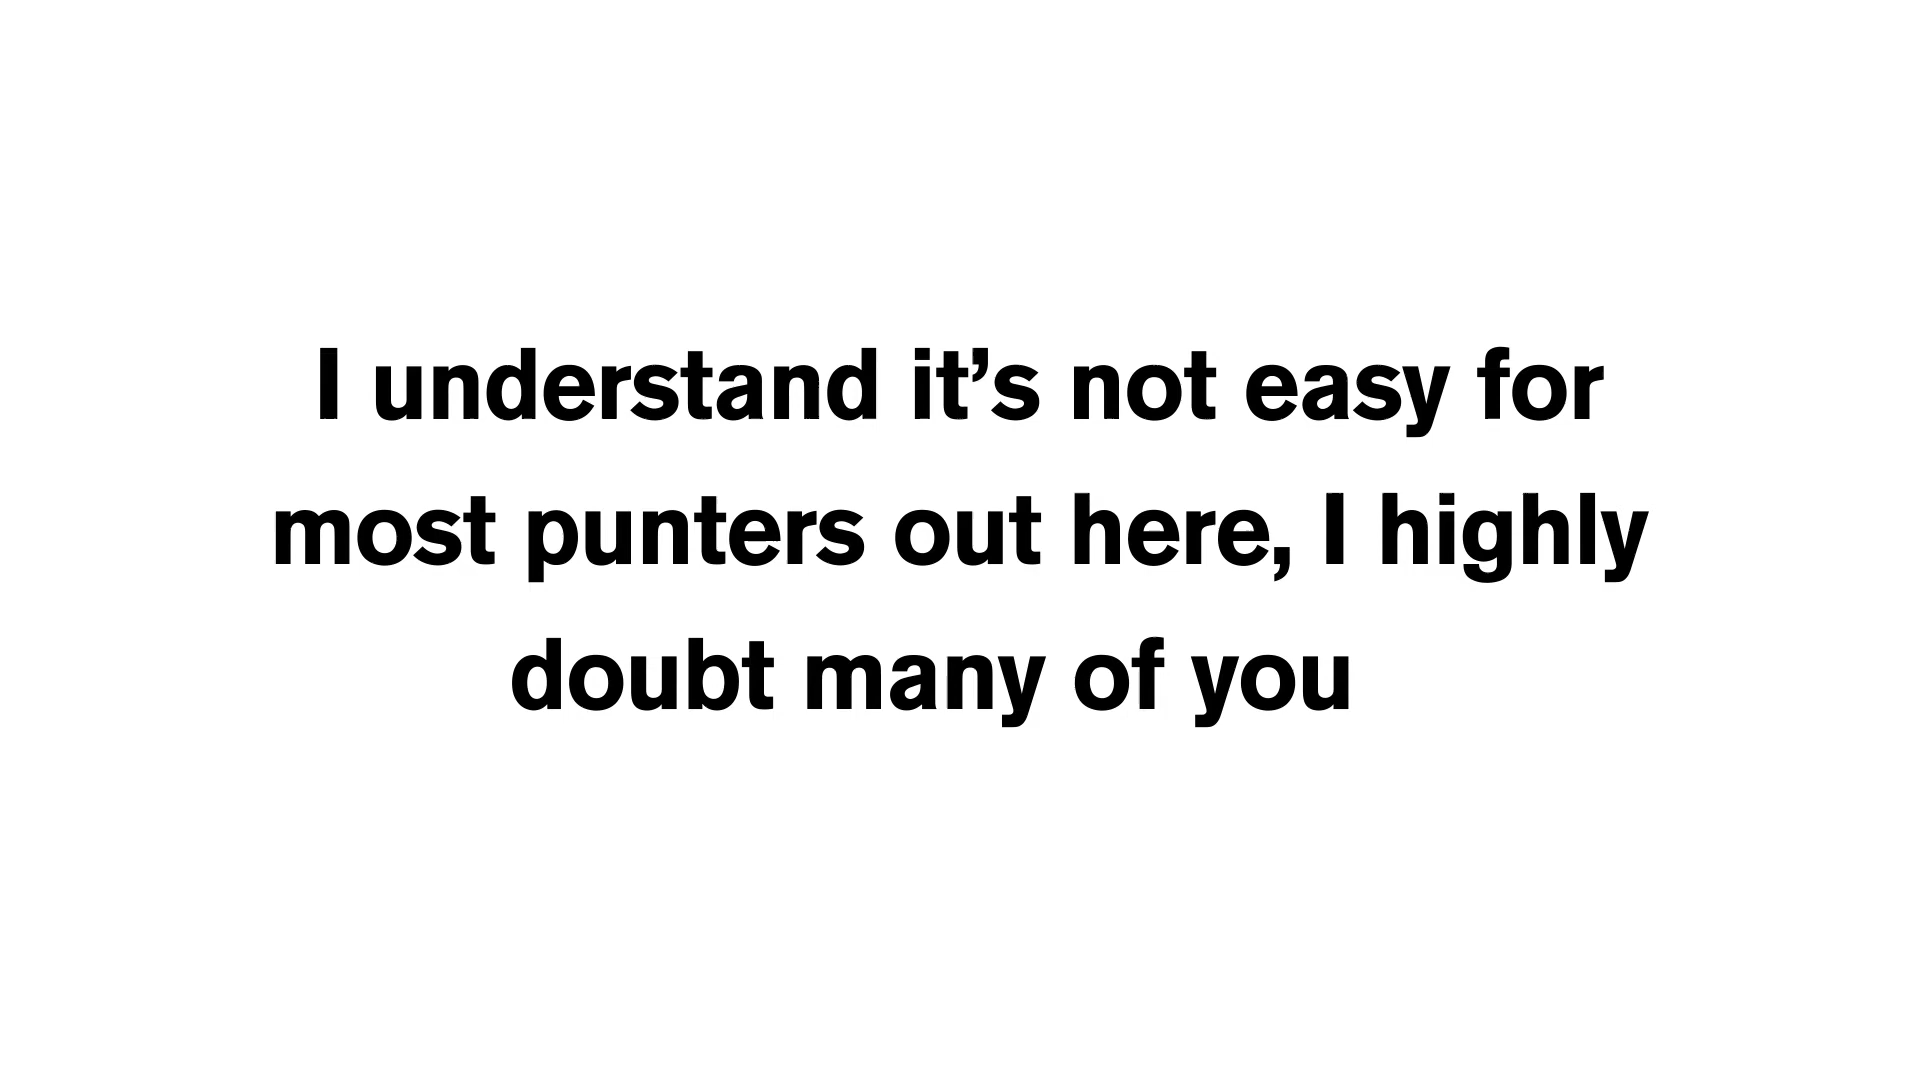 I understand it’s not easy for
most punters out here, I highly
doubt many of you